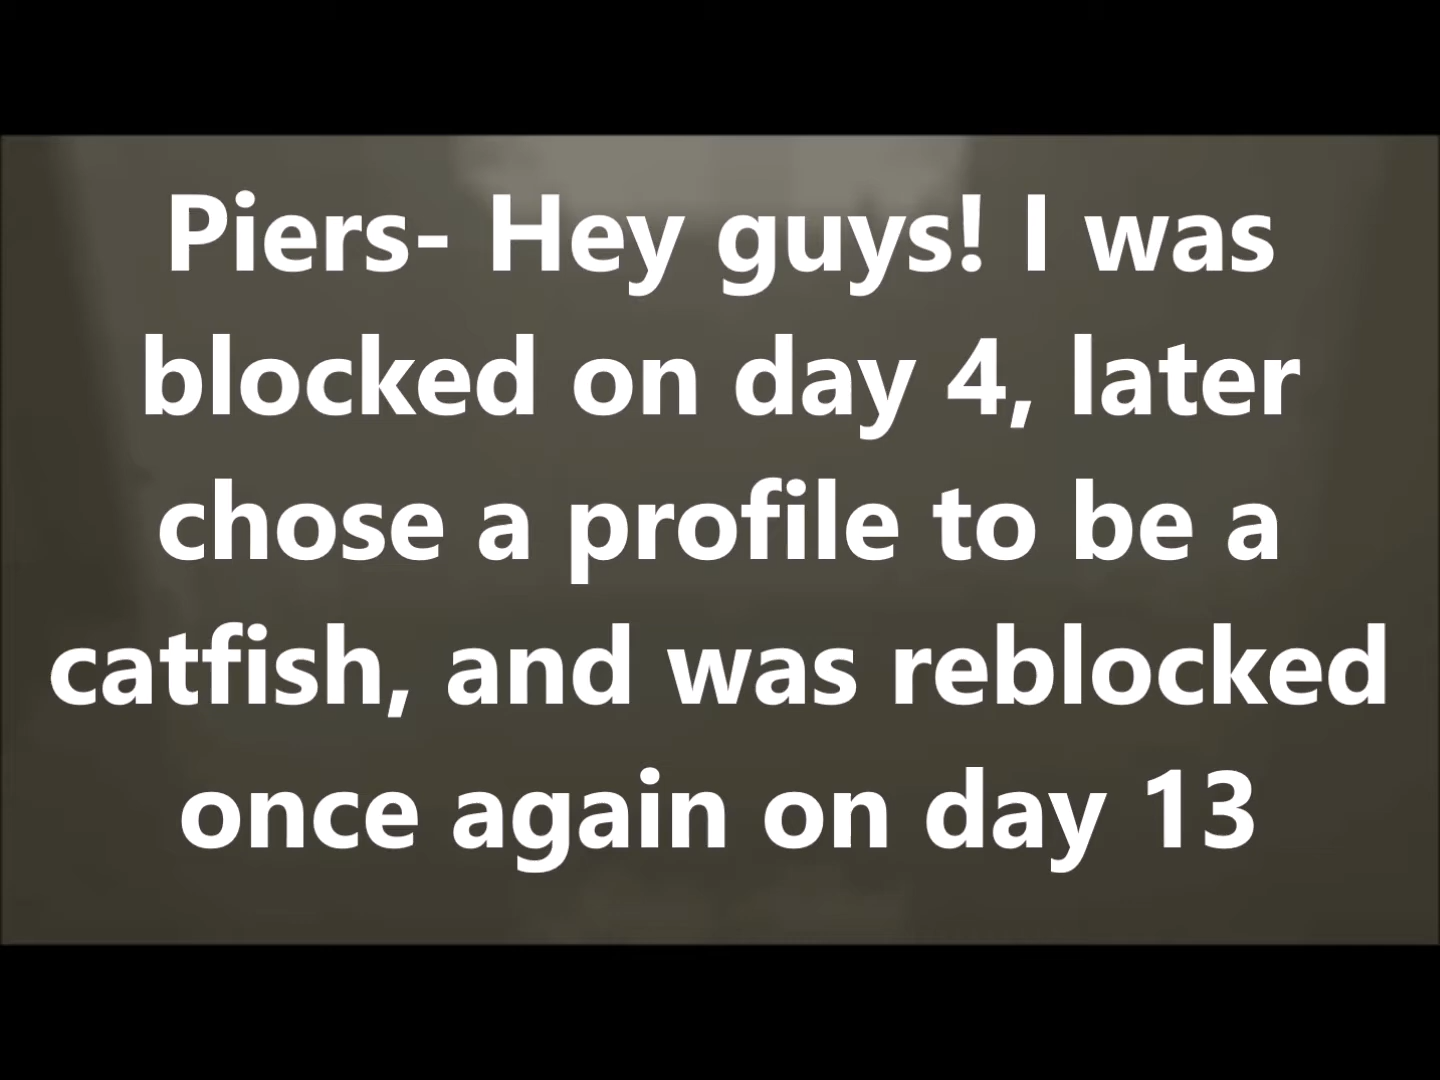 Piers- Hey guys! I was
blocked on day 4, later
chose a profile to be a
catfish, and was reblocked
once again on day 13